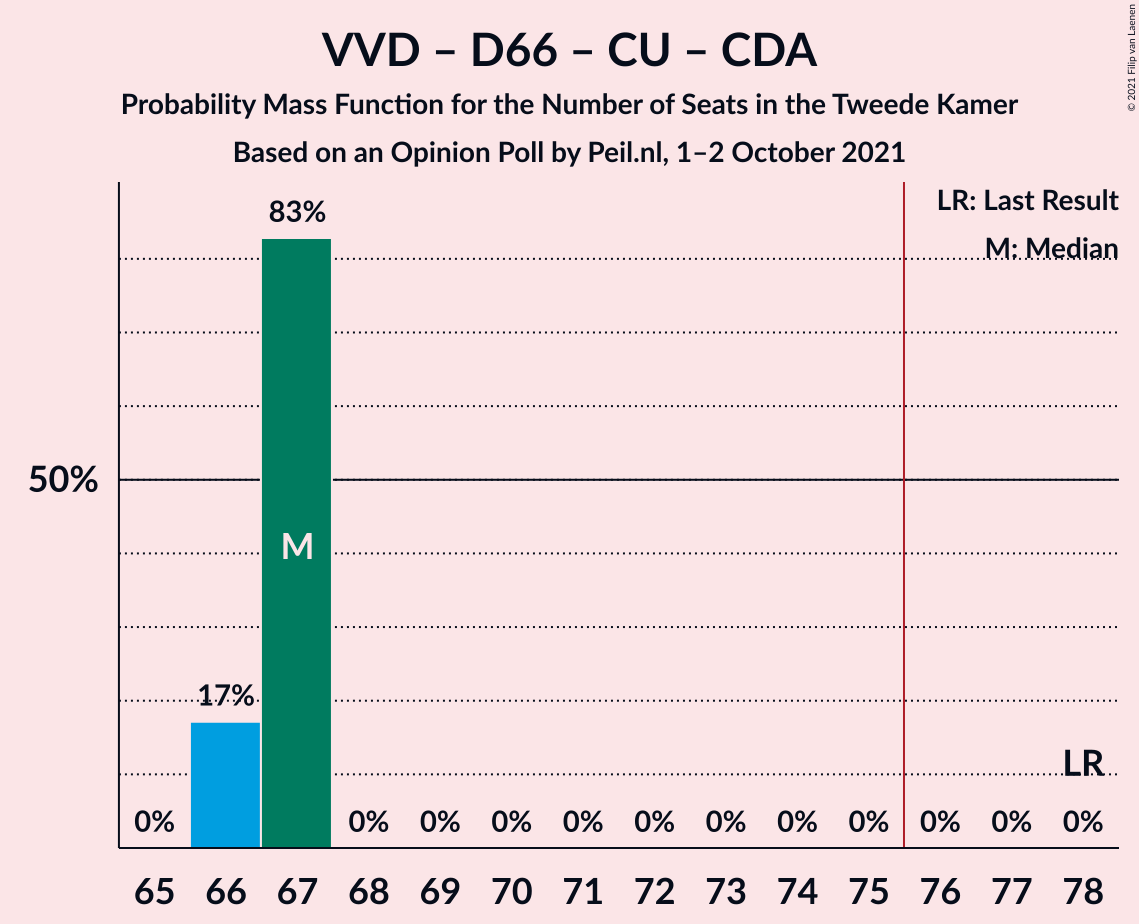 VVD – D66 – CU – CDA
Probability Mass Function for the Number of Seats in the Tweede Kamer
Based on an Opinion Poll by Peil.nl, 1–2 October 2021
© 2021 Filip van Laenen
LR: Last Result
M: Median
83%
50%
M
17%
LR
0% 0% 0% 0% 0% 0% 0% 0% 0% 0% 0% 0%
65 66 67 68 69 70 71 72 73 74 75 76 77 78